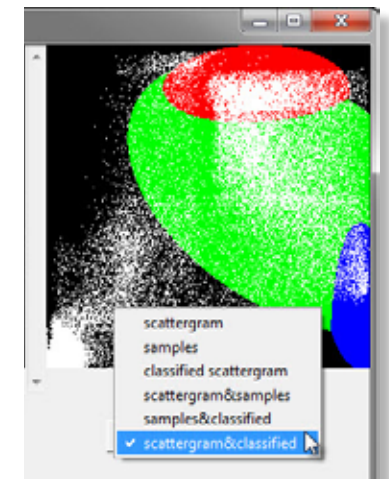 scattergram
samples
classified scattergram
scattergram&samples
samples&classified
scattergram&classified